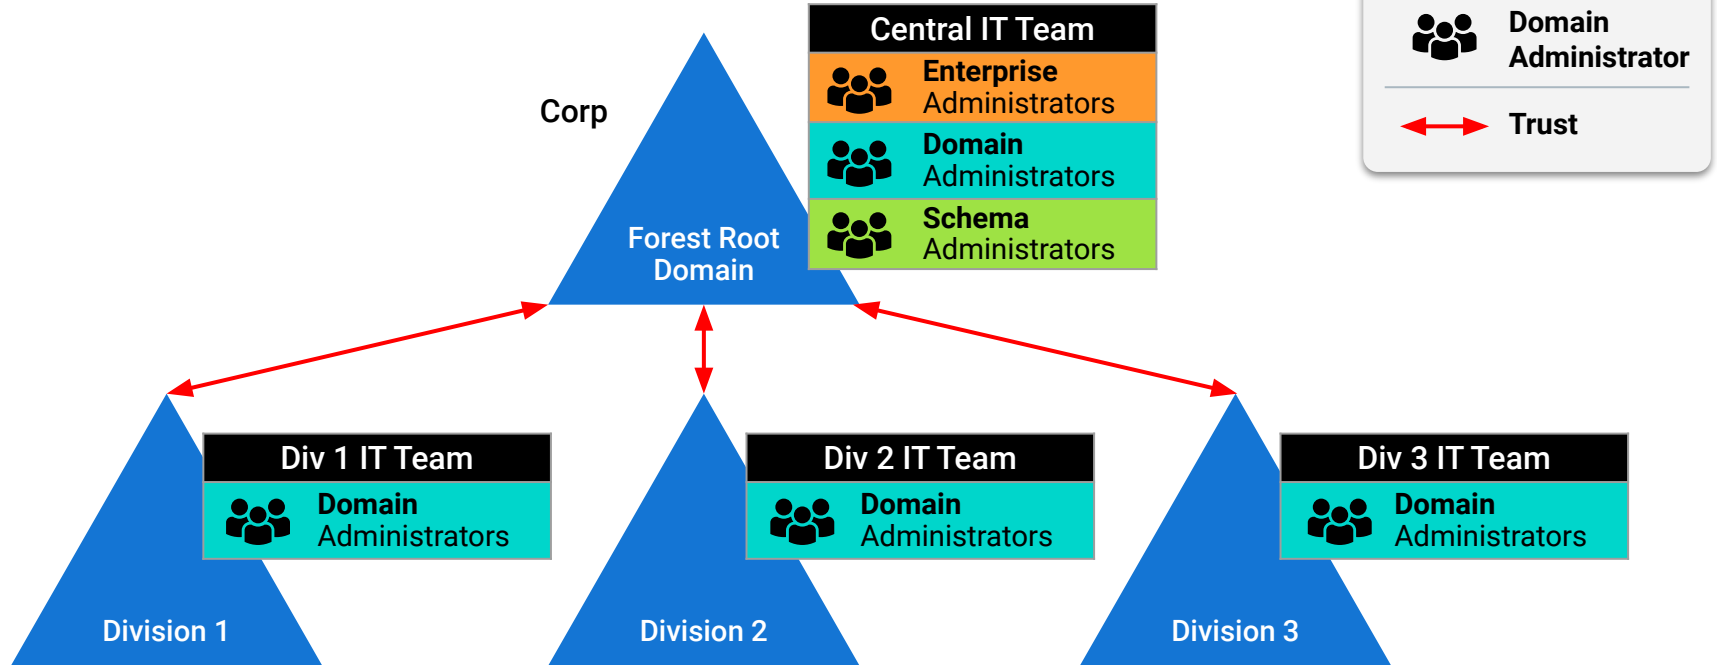 Central IT Team
Enterprise
Administrators
Domain
Administrators
Schema
Administrators
Corp
Forest Root
Domain
Domain
Administrator
Trust
Div 1 IT Team
Domain
Administrators
Division 1
Div 2 IT Team
Domain
Administrators
Division 2
Div 3 IT Team
Domain
Administrators
Division 3